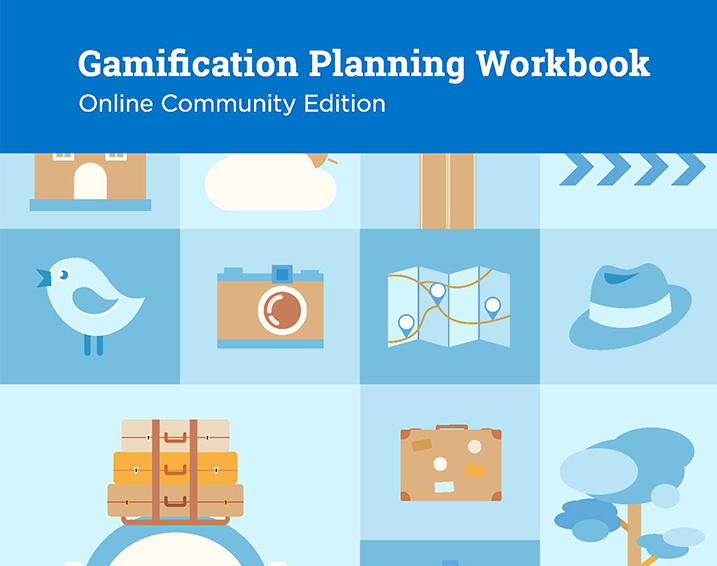 Gamification Planning Workbook
Online Community Edition